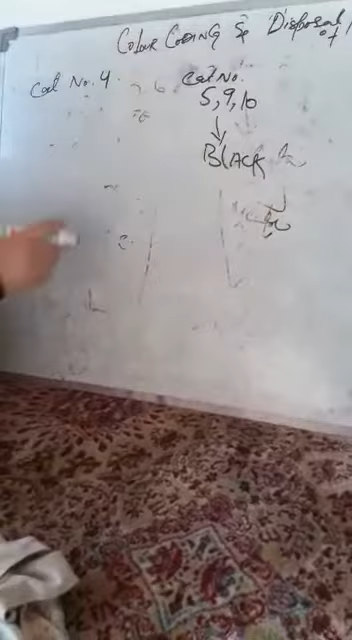 Colour Coding & Disposal of
Cat No. 4.
Cat No.
5, 9, 10
BLACK